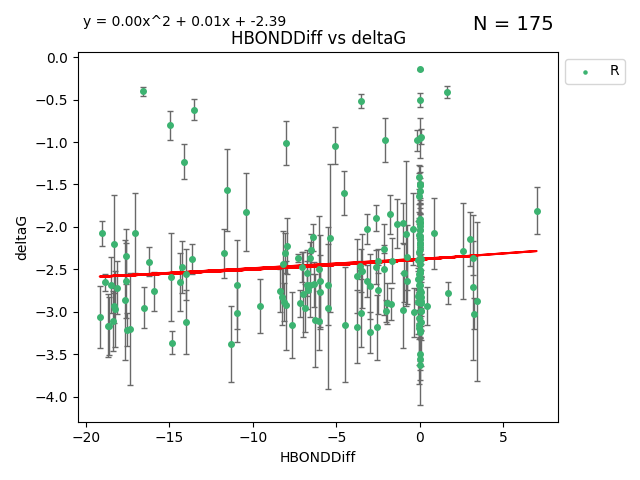 y = 0.00x^2 + 0.01x + -2.39
N = 175
HBONDDiff vs deltaG
R
0.0
−0.5
−1.0
−1.5
−2.0
−2.5
−3.0
−3.5
−4.0
deltaG
−20
−15
−10
−5
0
5
HBONDDiff